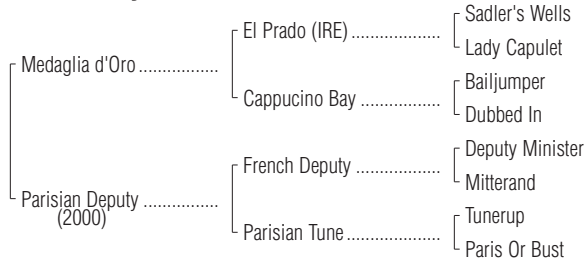 Sadler's Wells
El Prado (IRE) ...................
Lady Capulet
Medaglia d'Oro .................
Bailjumper
Cappucino Bay ..................
Dubbed In
Deputy Minister
French Deputy ...................
Mitterand
Parisian Deputy .................
(2000)
Tunerup
Parisian Tune .....................
Paris Or Bust